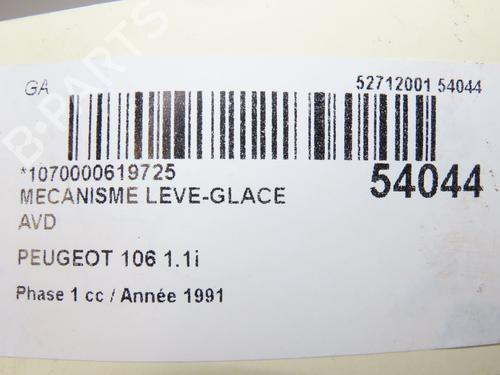 GA
52712001 54044
*1070000619725
54044
MECANISME LEVE-GLACE
AVD
PEUGEOT 106 1.1i
Phase 1 cc / Année 1991
B-PARTS